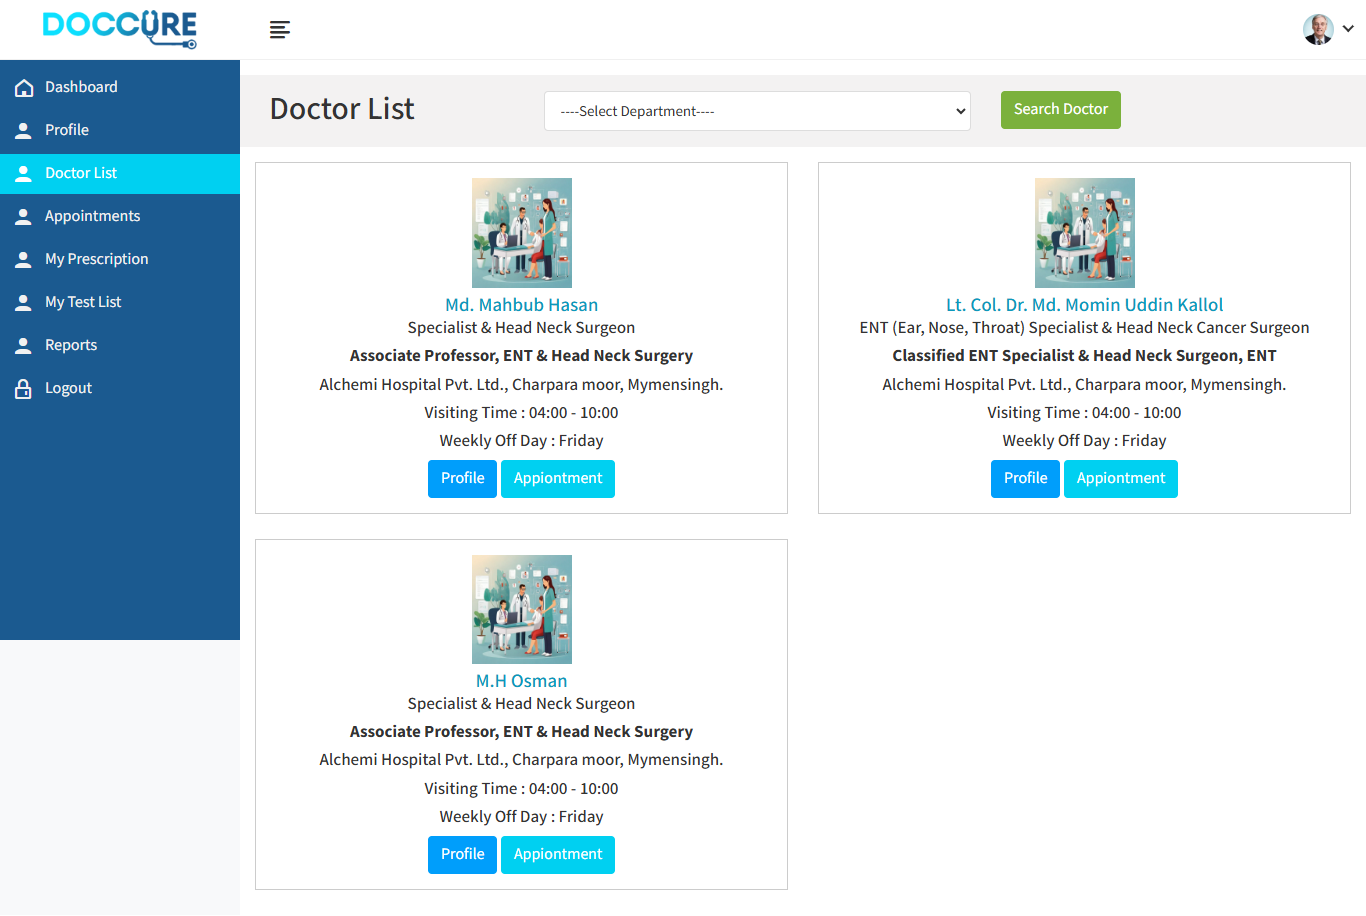 DOCCURE
Dashboard
Profile
Doctor List
Appointments
My Prescription
My Test List
Reports
Logout
Doctor List
----Select Department----
Search Doctor
Md. Mahbub Hasan
Specialist & Head Neck Surgeon
Associate Professor, ENT & Head Neck Surgery
Alchemi Hospital Pvt. Ltd., Charpara moor, Mymensingh.
Visiting Time : 04:00 - 10:00
Weekly Off Day : Friday
Profile
Appiontment
Lt. Col. Dr. Md. Momin Uddin Kallol
ENT (Ear, Nose, Throat) Specialist & Head Neck Cancer Surgeon
Classified ENT Specialist & Head Neck Surgeon, ENT
Alchemi Hospital Pvt. Ltd., Charpara moor, Mymensingh.
Visiting Time : 04:00 - 10:00
Weekly Off Day : Friday
Profile
Appiontment
M.H Osman
Specialist & Head Neck Surgeon
Associate Professor, ENT & Head Neck Surgery
Alchemi Hospital Pvt. Ltd., Charpara moor, Mymensingh.
Visiting Time : 04:00 - 10:00
Weekly Off Day : Friday
Profile
Appiontment